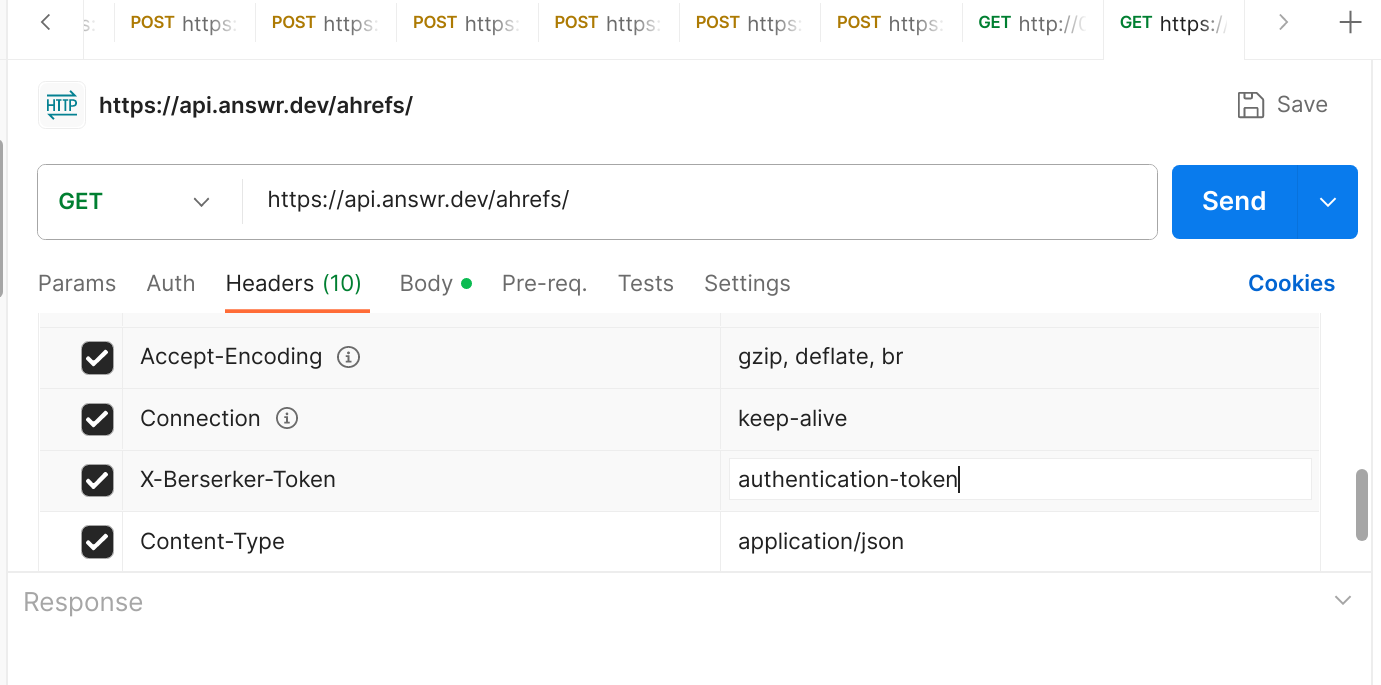 s: POST https: POST https: POST https: POST https: POST https: POST https: GET http:// GET https://
HTTP https://api.answr.dev/ahrefs/ Save
GET https://api.answr.dev/ahrefs/ Send
Params Auth Headers (10) Body Pre-req. Tests Settings Cookies
Accept-Encoding gzip, deflate, br
Connection keep-alive
X-Berserker-Token authentication-token
Content-Type application/json
Response